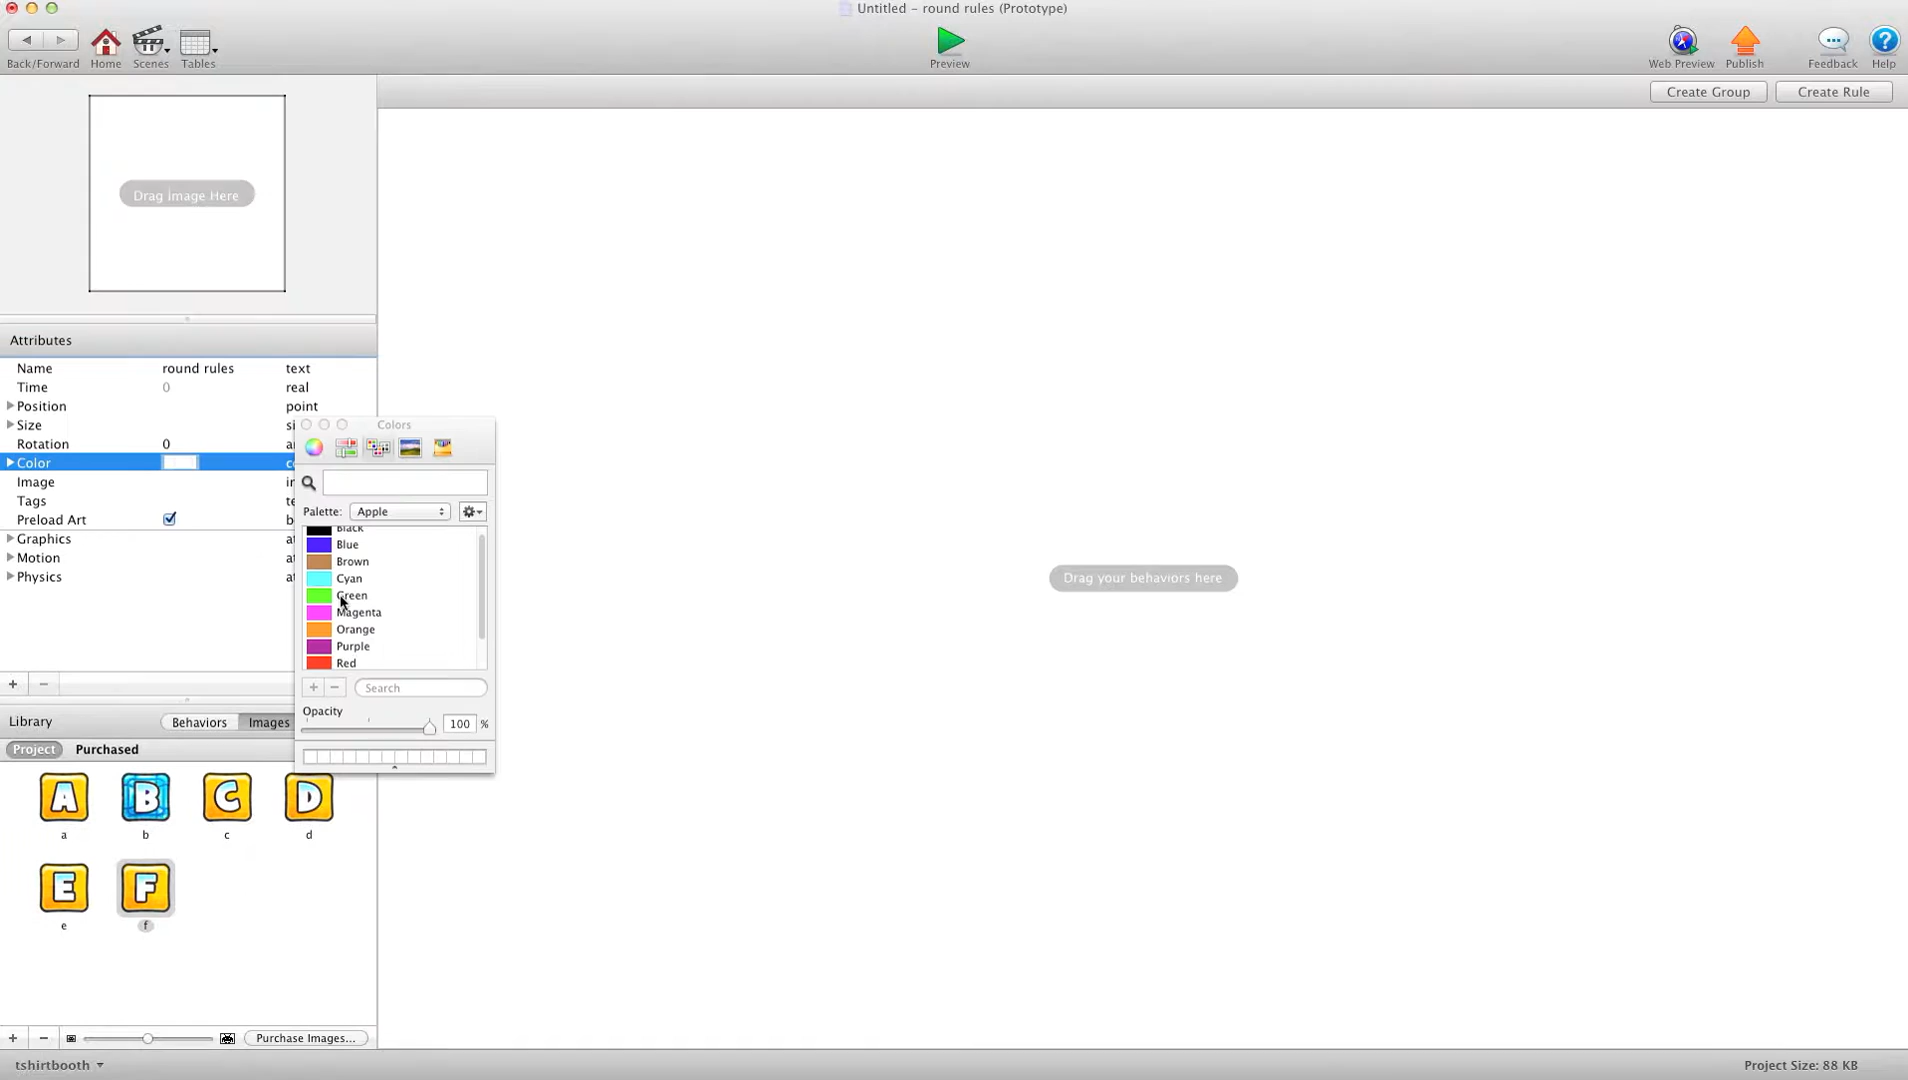 Untitled – round rules (Prototype)
Back/Forward
Home
Scenes
Tables
Preview
Web Preview
Publish
Feedback
Help
Create Group
Create Rule
Drag Image Here
Attributes
Name round rules text
Time 0 real
Position point
Size si
Rotation 0 a
Color c
Image i
Tags te
Preload Art b
Graphics a
Motion a
Physics a
Colors
Palette: Apple
Black
Blue
Brown
Cyan
Green
Magenta
Orange
Purple
Red
Search
Opacity
100 %
Drag your behaviors here
Library Behaviors Images
Project Purchased
A B C D
a b c d
E F
e f
Purchase Images...
tshirtbooth
Project Size: 88 KB